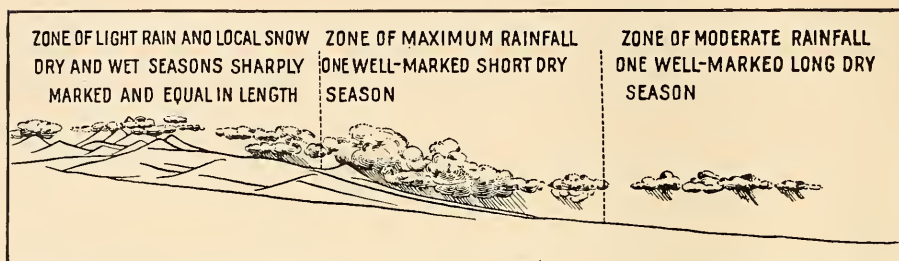 ZONE OF LIGHT RAIN AND LOCAL SNOW
DRY AND WET SEASONS SHARPLY
MARKED AND EQUAL IN LENGTH
ZONE OF MAXIMUM RAINFALL
ONE WELL-MARKED SHORT DRY
SEASON
ZONE OF MODERATE RAINFALL
ONE WELL-MARKED LONG DRY
SEASON